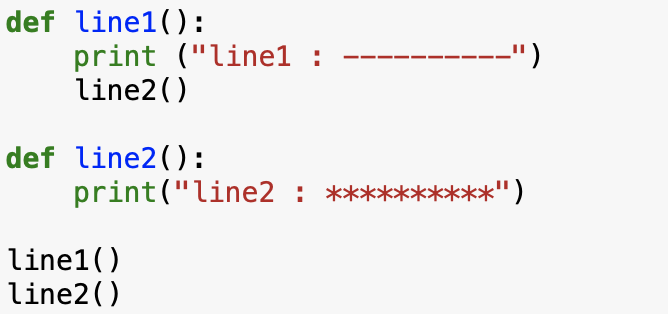 def line1():
    print ("line1 : ----------")
    line2()

def line2():
    print("line2 : **********")

line1()
line2()